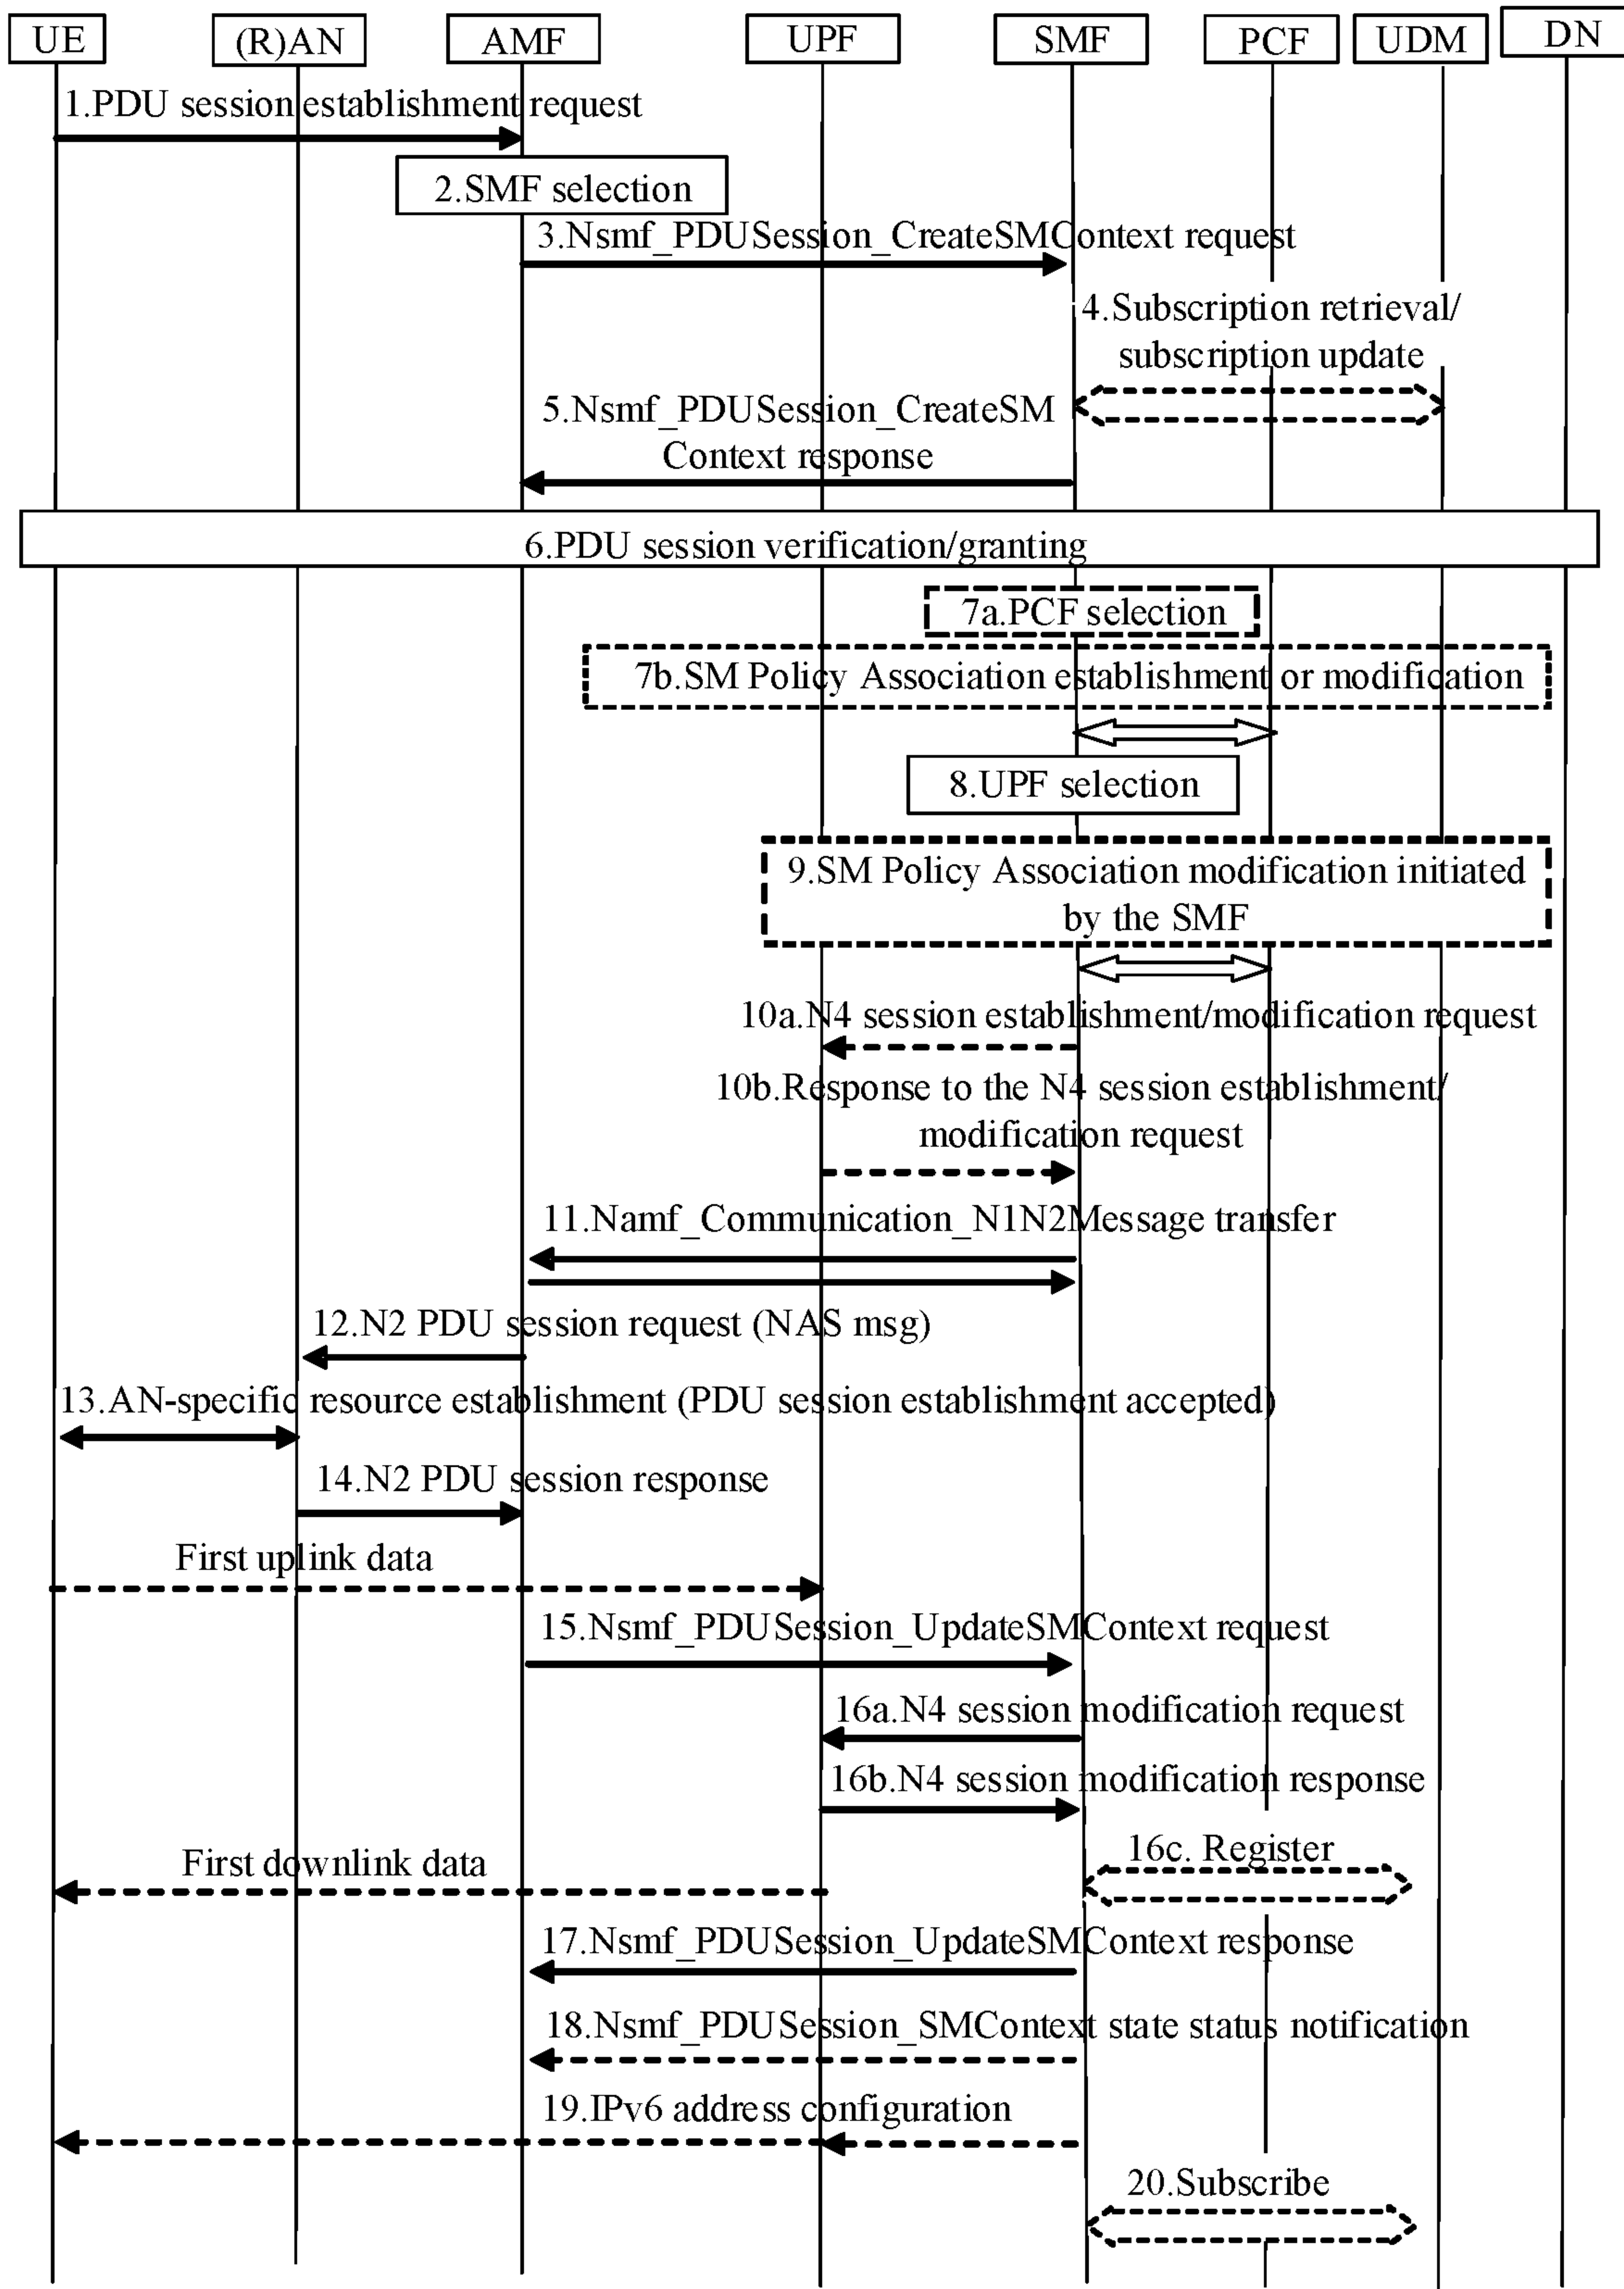 UE
(R)AN
AMF
UPF
SMF
PCF
UDM
DN
1.PDU session establishment request
2.SMF selection
3.Nsmf_PDUSession_CreateSMContext request
4.Subscription retrieval/
subscription update
5.Nsmf_PDUSession_CreateSM
Context response
6.PDU session verification/granting
7a.PCF selection
7b.SM Policy Association establishment or modification
8.UPF selection
9.SM Policy Association modification initiated
by the SMF
10a.N4 session establishment/modification request
10b.Response to the N4 session establishment/
modification request
11.Namf_Communication_N1N2Message transfer
12.N2 PDU session request (NAS msg)
13.AN-specific resource establishment (PDU session establishment accepted)
14.N2 PDU session response
First uplink data
15.Nsmf_PDUSession_UpdateSMContext request
16a.N4 session modification request
16b.N4 session modification response
16c. Register
First downlink data
17.Nsmf_PDUSession_UpdateSMContext response
18.Nsmf_PDUSession_SMContext state status notification
19.IPv6 address configuration
20.Subscribe